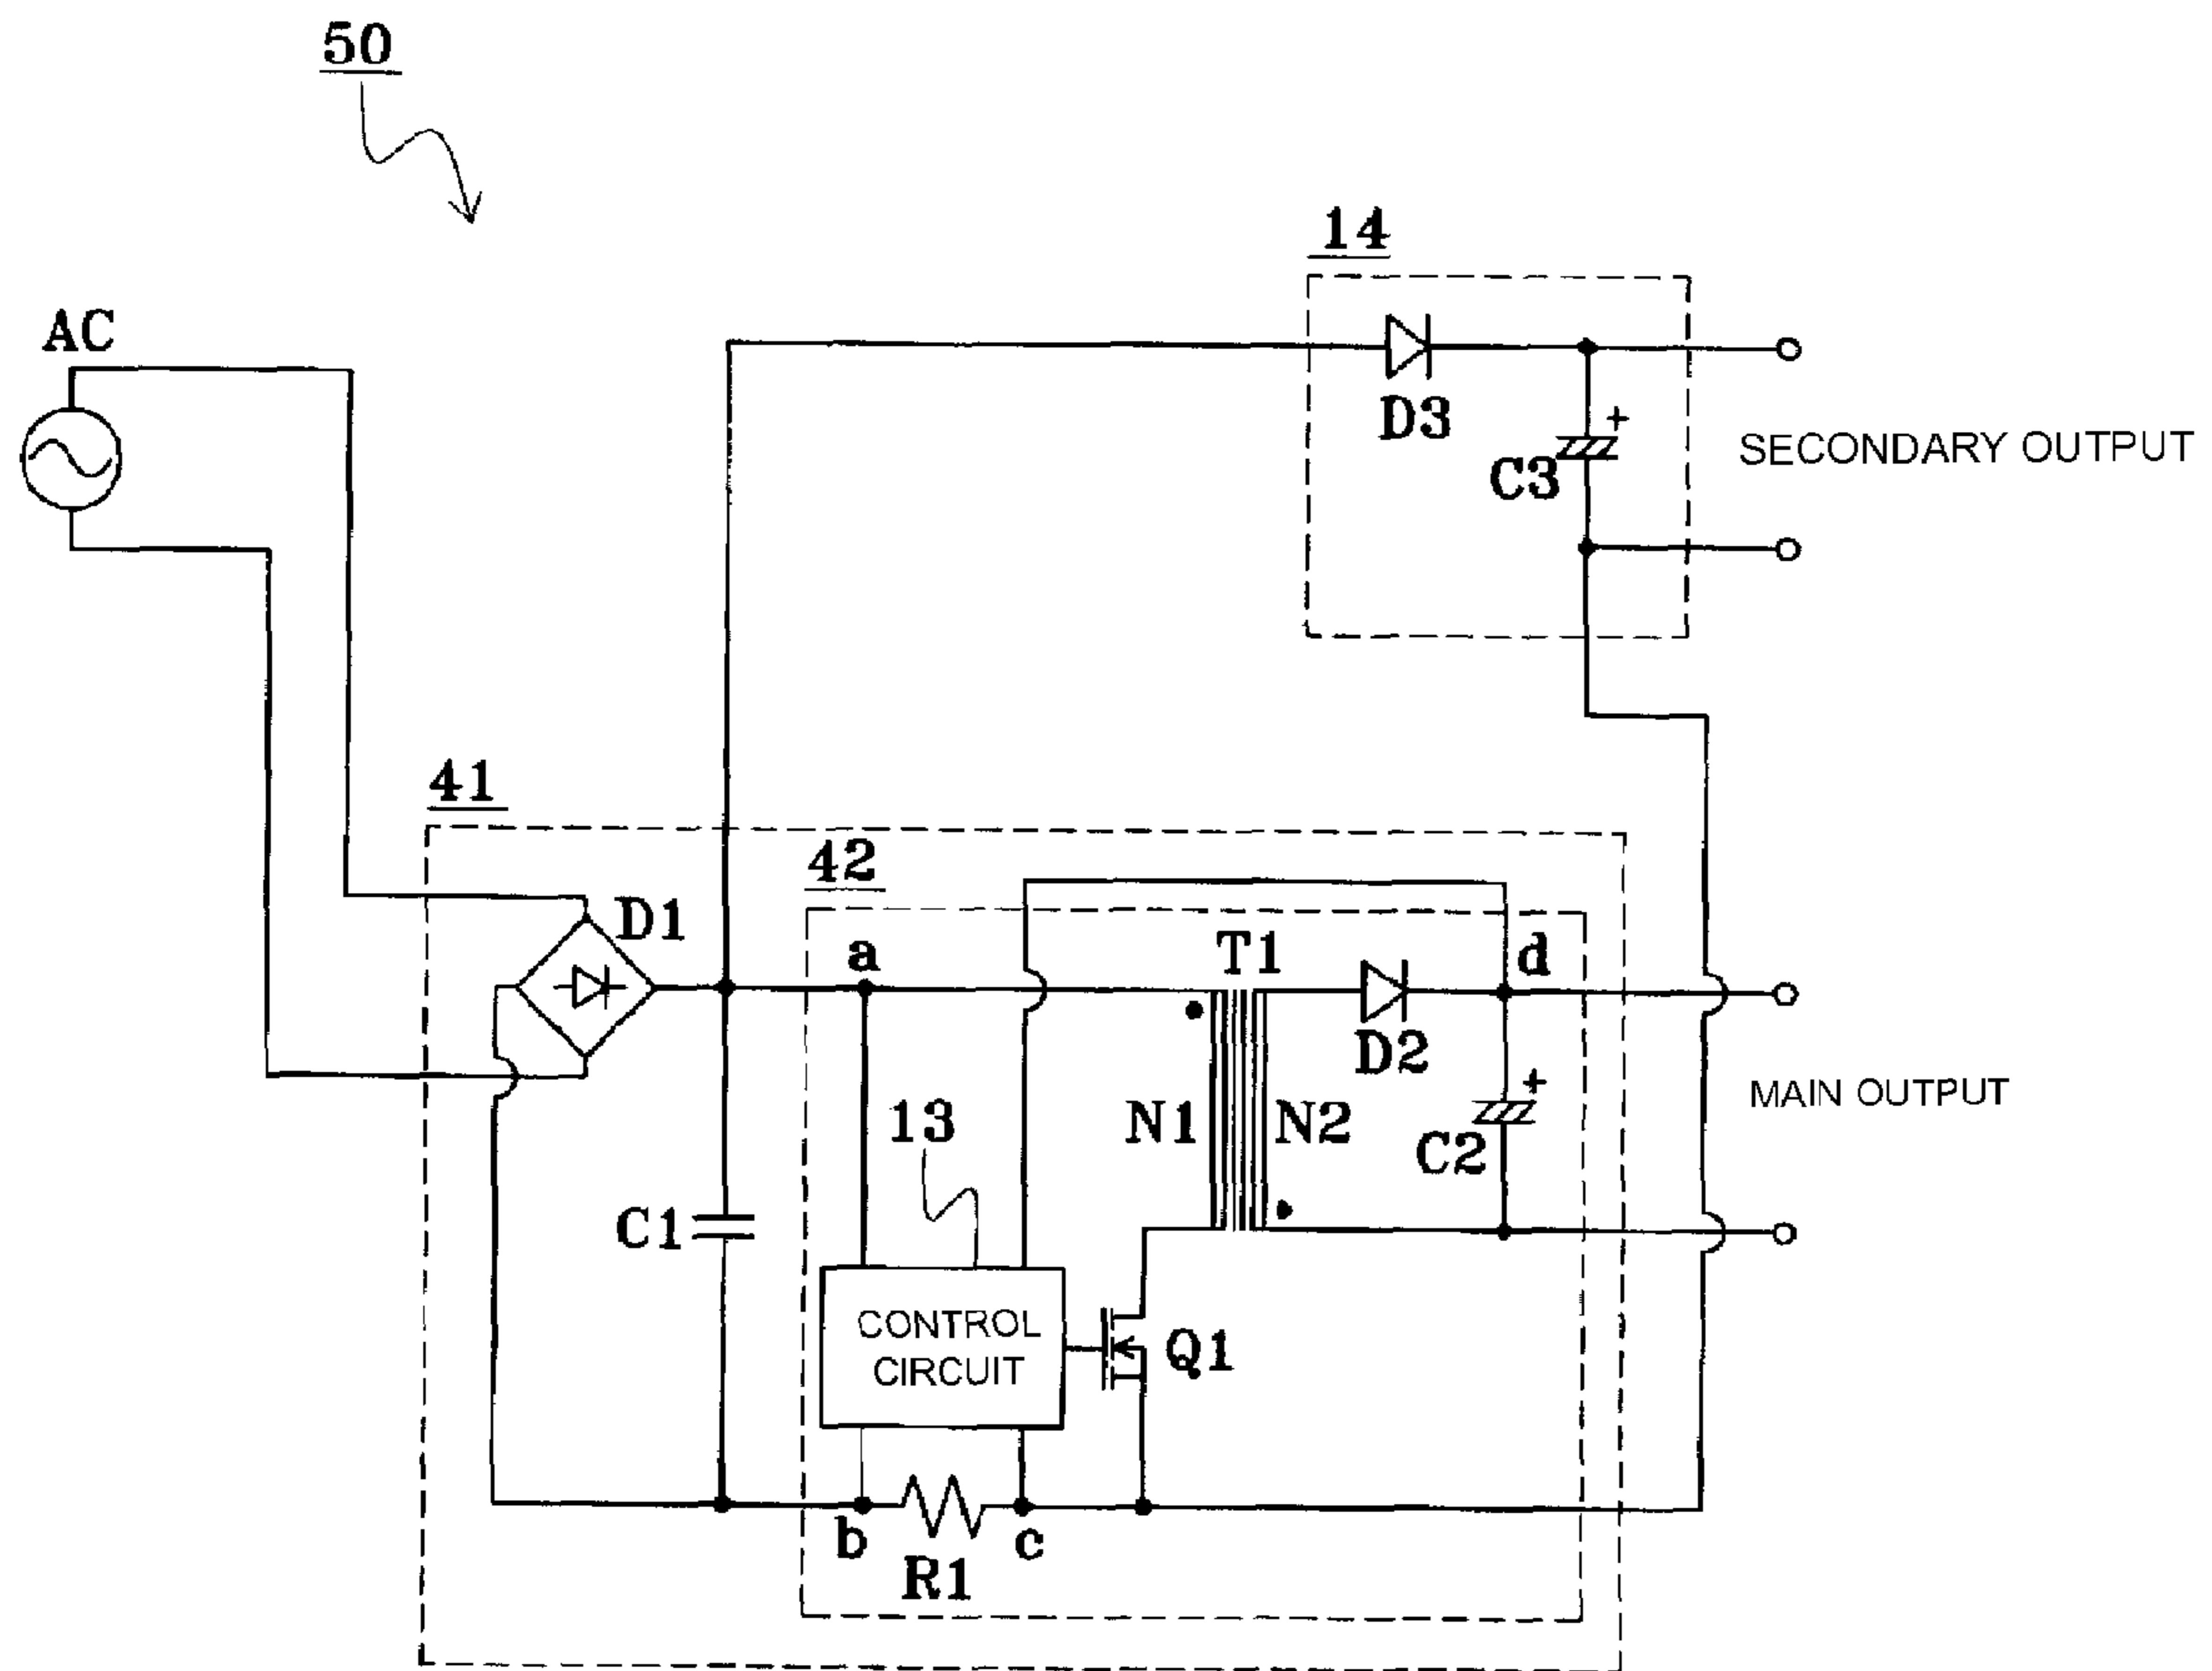 50
14
AC
D3
+
C3
SECONDARY OUTPUT
41
42
D1
a
T1
d
D2
+
MAIN OUTPUT
13
N1
N2
C2
C1
CONTROL
CIRCUIT
Q1
b
c
R1